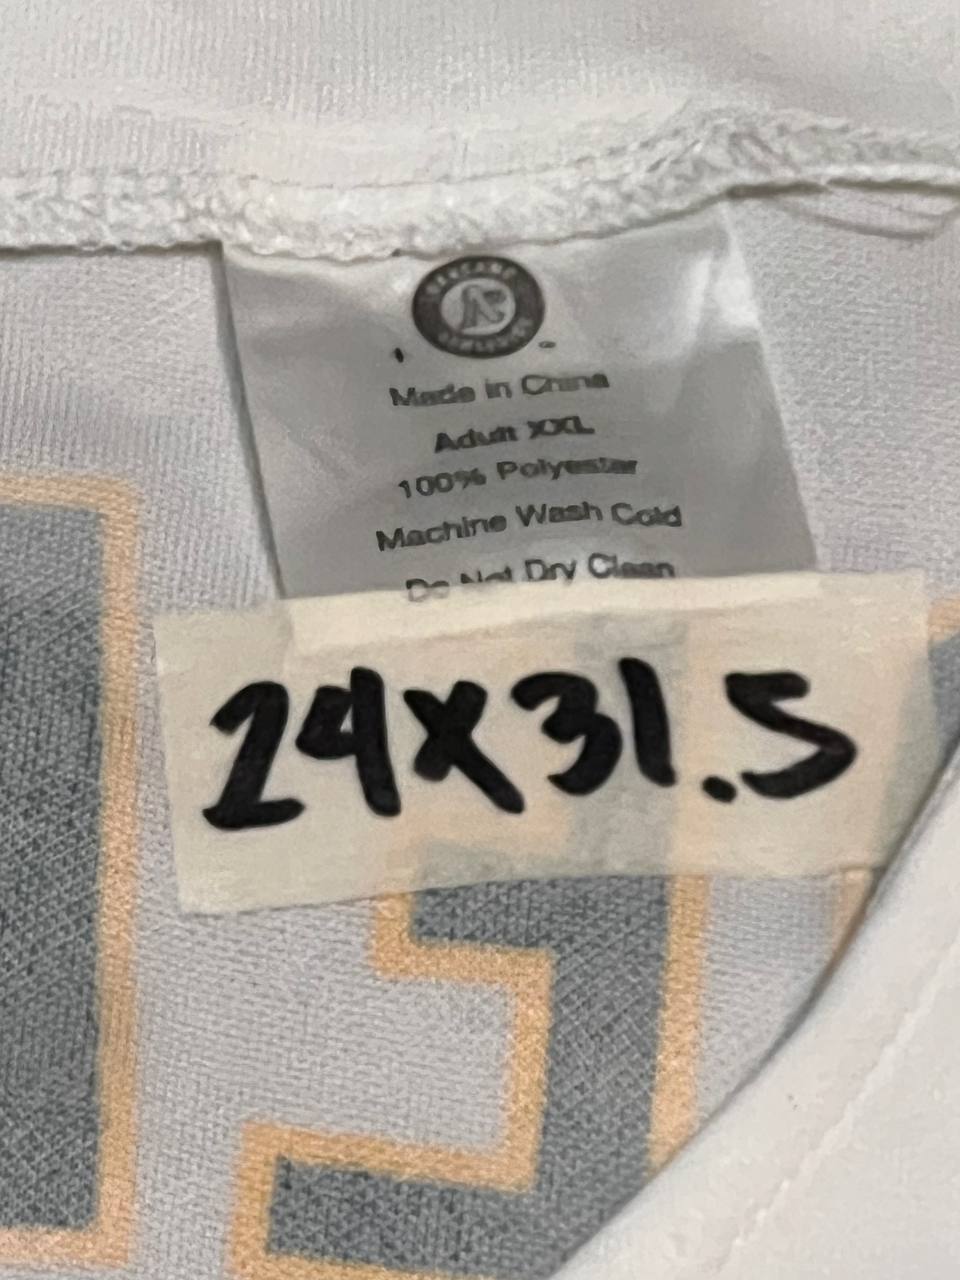 Made in China
Adult XXL
100% Polyester
Machine Wash Cold
Do Not Dry Clean
24X31.5